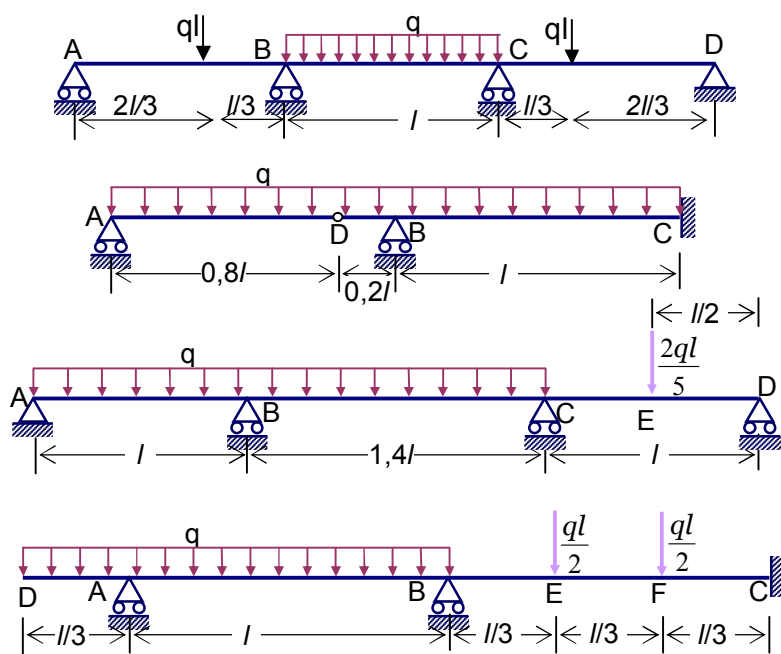 ql q ql
A B C D
2l/3 l/3 l l/3 2l/3
q
A D B C
0,8l 0,2l l
l/2
q 2ql/5
A B C E D
l 1,4l l
q ql/2 ql/2
D A B E F C
l/3 l l/3 l/3 l/3